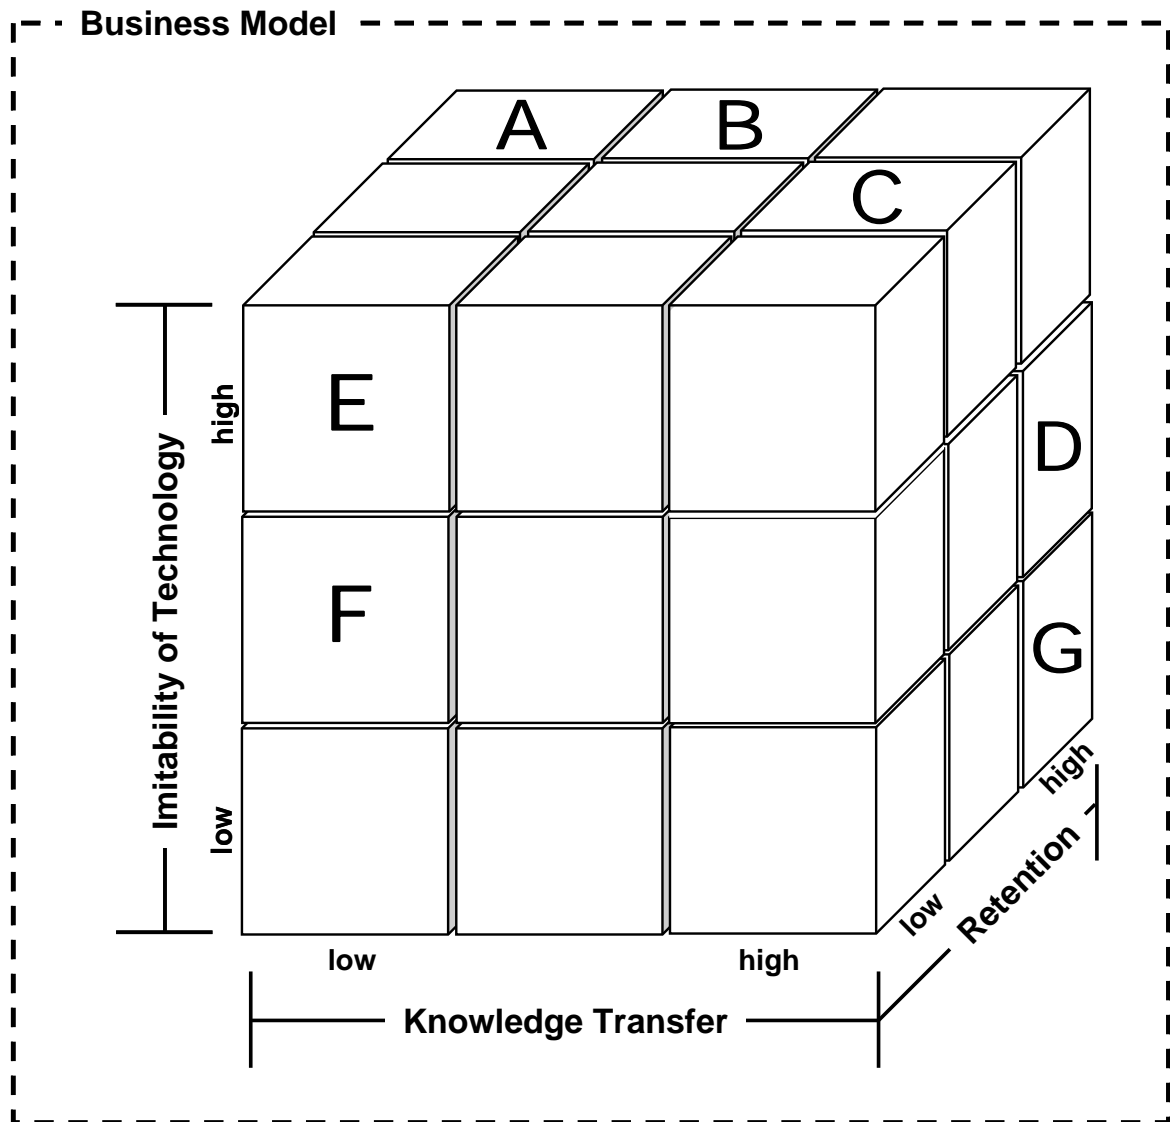 Business Model
A
B
C
E
high
D
Imitability of Technology
F
G
high
low
Retention
low
low
high
Knowledge Transfer